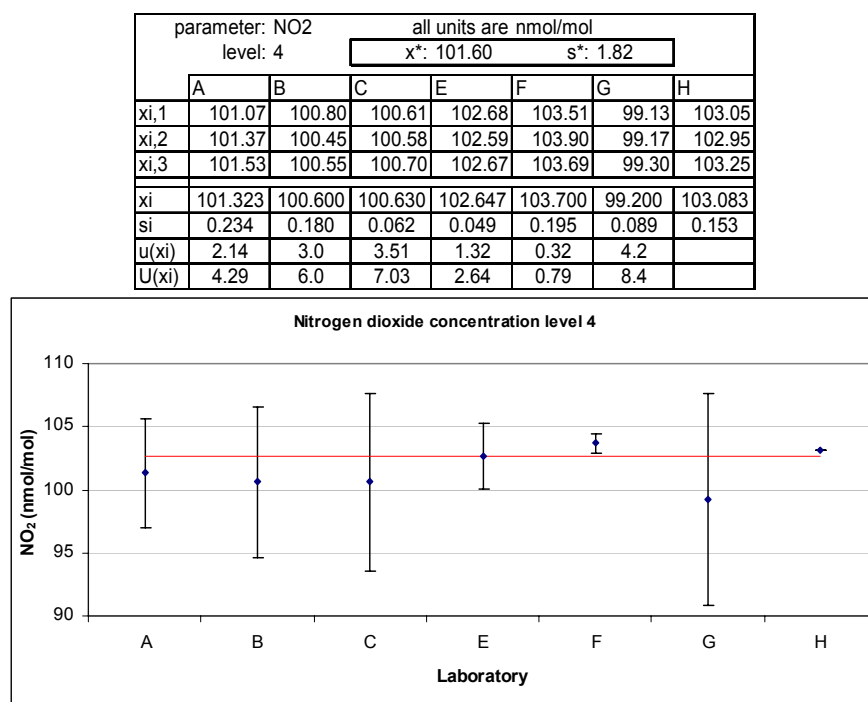 parameter: NO2 all units are nmol/mol
level: 4 x*: 101.60 s*: 1.82
A B C E F G H
xi,1 101.07 100.80 100.61 102.68 103.51 99.13 103.05
xi,2 101.37 100.45 100.58 102.59 103.90 99.17 102.95
xi,3 101.53 100.55 100.70 102.67 103.69 99.30 103.25
xi 101.323 100.600 100.630 102.647 103.700 99.200 103.083
si 0.234 0.180 0.062 0.049 0.195 0.089 0.153
u(xi) 2.14 3.0 3.51 1.32 0.32 4.2
U(xi) 4.29 6.0 7.03 2.64 0.79 8.4
Nitrogen dioxide concentration level 4
110
105
100
95
90
NO₂ (nmol/mol)
A B C E F G H
Laboratory